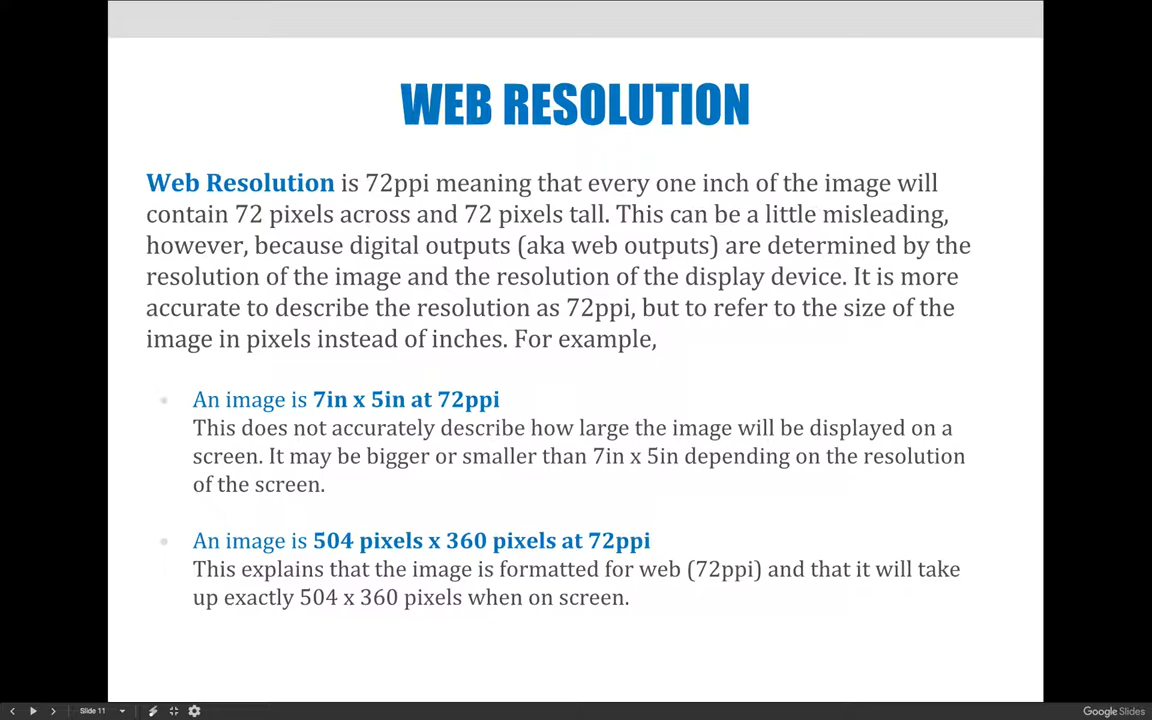 WEB RESOLUTION
Web Resolution is 72ppi meaning that every one inch of the image will
contain 72 pixels across and 72 pixels tall. This can be a little misleading,
however, because digital outputs (aka web outputs) are determined by the
resolution of the image and the resolution of the display device. It is more
accurate to describe the resolution as 72ppi, but to refer to the size of the
image in pixels instead of inches. For example,
An image is 7in x 5in at 72ppi
This does not accurately describe how large the image will be displayed on a
screen. It may be bigger or smaller than 7in x 5in depending on the resolution
of the screen.
An image is 504 pixels x 360 pixels at 72ppi
This explains that the image is formatted for web (72ppi) and that it will take
up exactly 504 x 360 pixels when on screen.
Slide 11
Google Slides